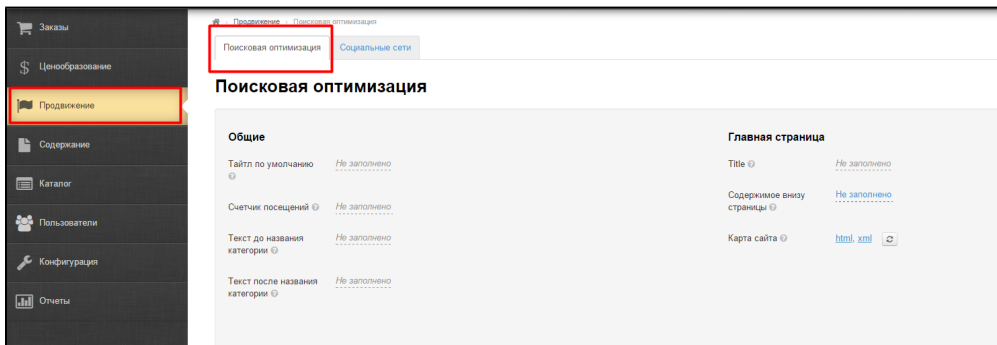 Заказы
Ценообразование
Продвижение
Содержание
Каталог
Пользователи
Конфигурация
Отчеты
Продвижение › Поисковая оптимизация
Поисковая оптимизация
Социальные сети
Поисковая оптимизация
Общие
Тайтл по умолчанию Не заполнено
Счетчик посещений Не заполнено
Текст до названия Не заполнено
категории
Текст после названия Не заполнено
категории
Главная страница
Title Не заполнено
Содержимое внизу Не заполнено
страницы
Карта сайта html, xml